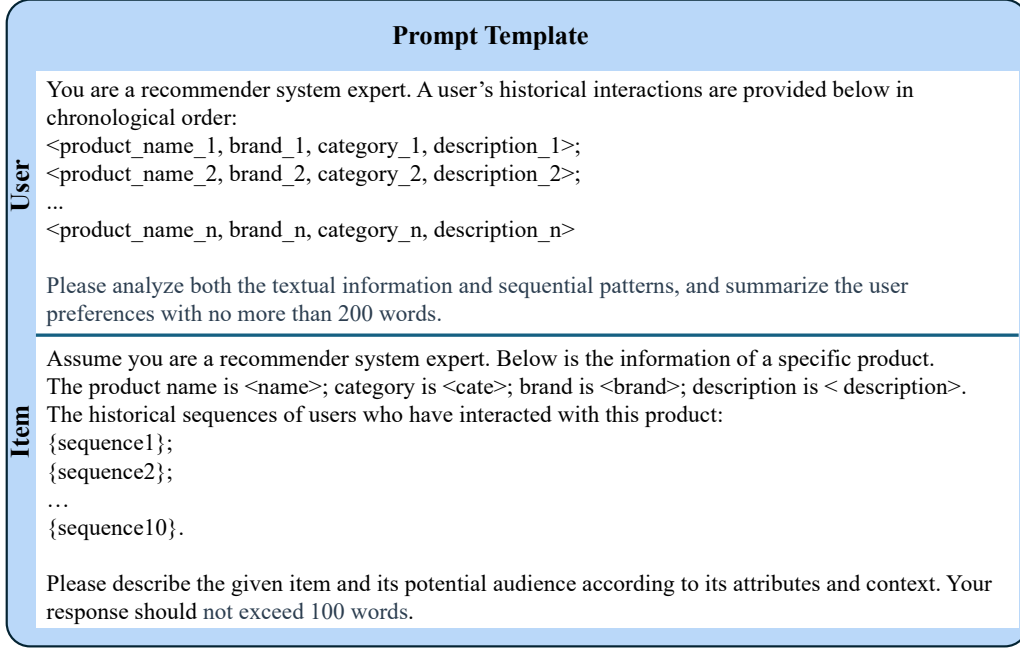 Prompt Template
User
You are a recommender system expert. A user's historical interactions are provided below in
chronological order:
<product_name_1, brand_1, category_1, description_1>;
<product_name_2, brand_2, category_2, description_2>;
...
<product_name_n, brand_n, category_n, description_n>
Please analyze both the textual information and sequential patterns, and summarize the user
preferences with no more than 200 words.
Item
Assume you are a recommender system expert. Below is the information of a specific product.
The product name is <name>; category is <cate>; brand is <brand>; description is < description>.
The historical sequences of users who have interacted with this product:
{sequence1};
{sequence2};
…
{sequence10}.
Please describe the given item and its potential audience according to its attributes and context. Your
response should not exceed 100 words.